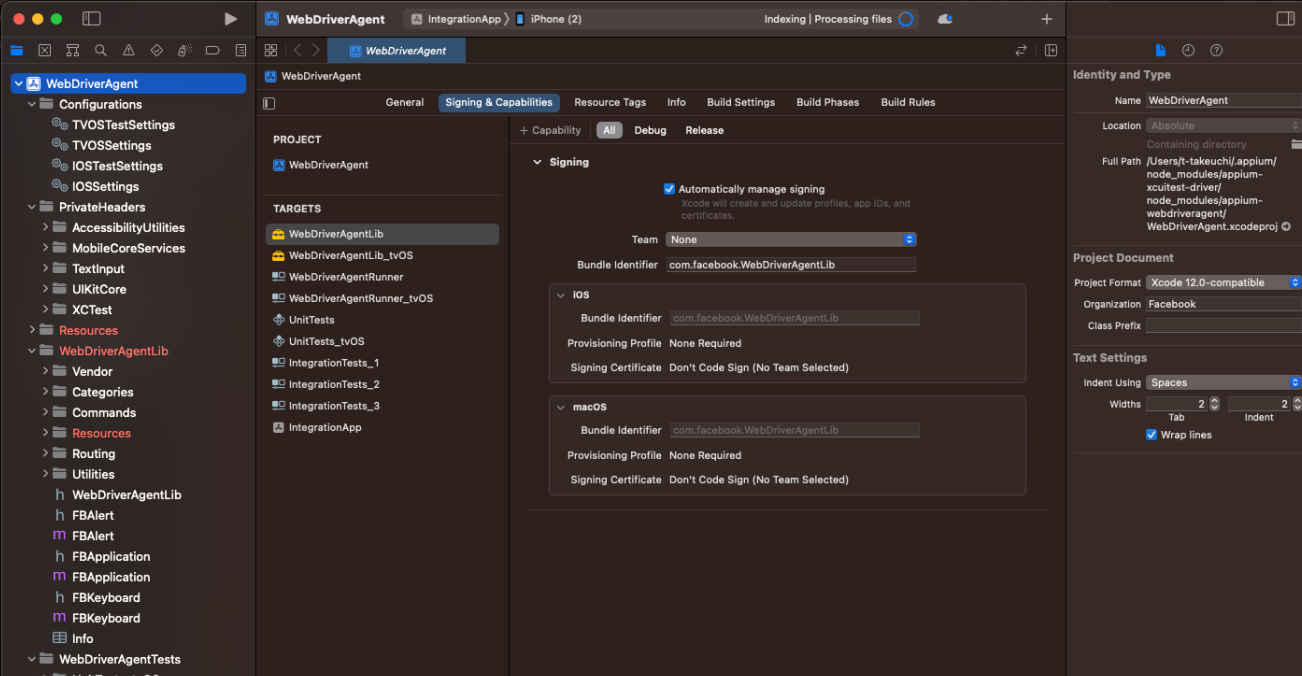 WebDriverAgent
IntegrationApp
iPhone (2)
Indexing | Processing files
WebDriverAgent
Configurations
TVOSTestSettings
TVOSSettings
IOSTestSettings
IOSSettings
PrivateHeaders
AccessibilityUtilities
MobileCoreServices
TextInput
UIKitCore
XCTest
Resources
WebDriverAgentLib
Vendor
Categories
Commands
Resources
Routing
Utilities
h WebDriverAgentLib
h FBAlert
m FBAlert
h FBApplication
m FBApplication
h FBKeyboard
m FBKeyboard
Info
WebDriverAgentTests
WebDriverAgent
WebDriverAgent
General
Signing & Capabilities
Resource Tags
Info
Build Settings
Build Phases
Build Rules
PROJECT
WebDriverAgent
TARGETS
WebDriverAgentLib
WebDriverAgentLib_tvOS
WebDriverAgentRunner
WebDriverAgentRunner_tvOS
UnitTests
UnitTests_tvOS
IntegrationTests_1
IntegrationTests_2
IntegrationTests_3
IntegrationApp
+ Capability
All
Debug
Release
Signing
Automatically manage signing
Xcode will create and update profiles, app IDs, and
certificates.
Team None
Bundle Identifier com.facebook.WebDriverAgentLib
iOS
Bundle Identifier com.facebook.WebDriverAgentLib
Provisioning Profile None Required
Signing Certificate Don't Code Sign (No Team Selected)
macOS
Bundle Identifier com.facebook.WebDriverAgentLib
Provisioning Profile None Required
Signing Certificate Don't Code Sign (No Team Selected)
Identity and Type
Name WebDriverAgent
Location Absolute
Containing directory
Full Path /Users/t-takeuchi/.appium/
node_modules/appium-
xcuitest-driver/
node_modules/appium-
webdriveragent/
WebDriverAgent.xcodeproj
Project Document
Project Format Xcode 12.0-compatible
Organization Facebook
Class Prefix
Text Settings
Indent Using Spaces
Widths 2 2
Tab Indent
Wrap lines